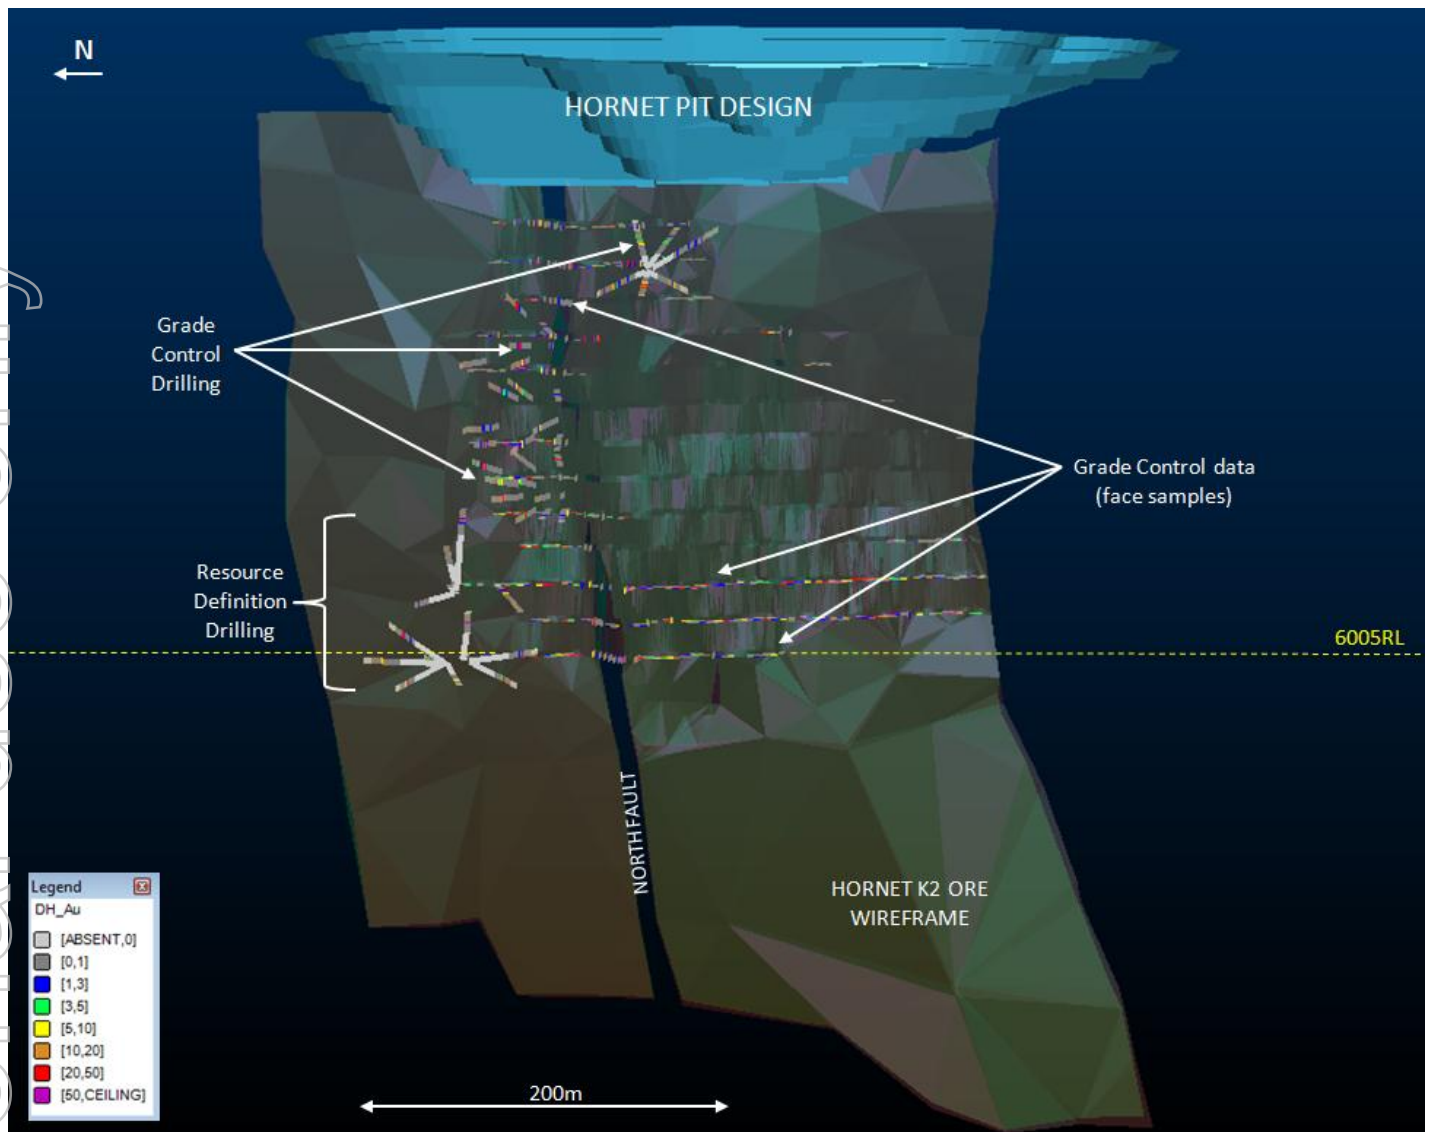 N
HORNET PIT DESIGN
Grade
Control
Drilling
Grade Control data
(face samples)
Resource
Definition
Drilling
6005RL
NORTH FAULT
HORNET K2 ORE
WIREFRAME
Legend
DH_Au
[ABSENT,0]
[0,1]
[1,3]
[3,5]
[5,10]
[10,20]
[20,50]
[50,CEILING]
200m